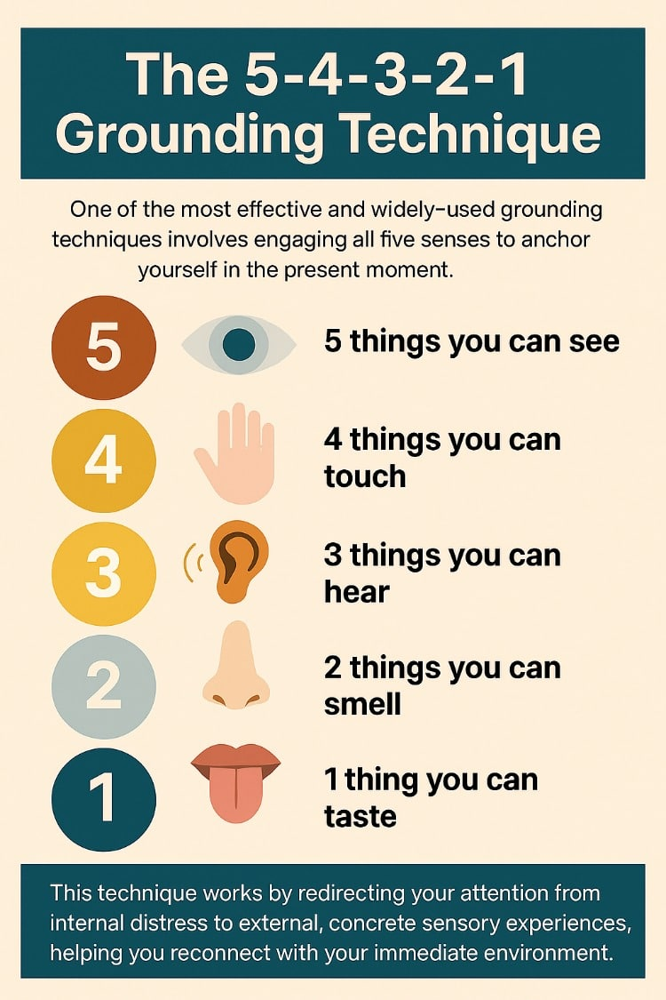 The 5-4-3-2-1
Grounding Technique
One of the most effective and widely-used grounding
techniques involves engaging all five senses to anchor
yourself in the present moment.
5
5 things you can see
4
4 things you can
touch
3
3 things you can
hear
2
2 things you can
smell
1
1 thing you can
taste
This technique works by redirecting your attention from
internal distress to external, concrete sensory experiences,
helping you reconnect with your immediate environment.